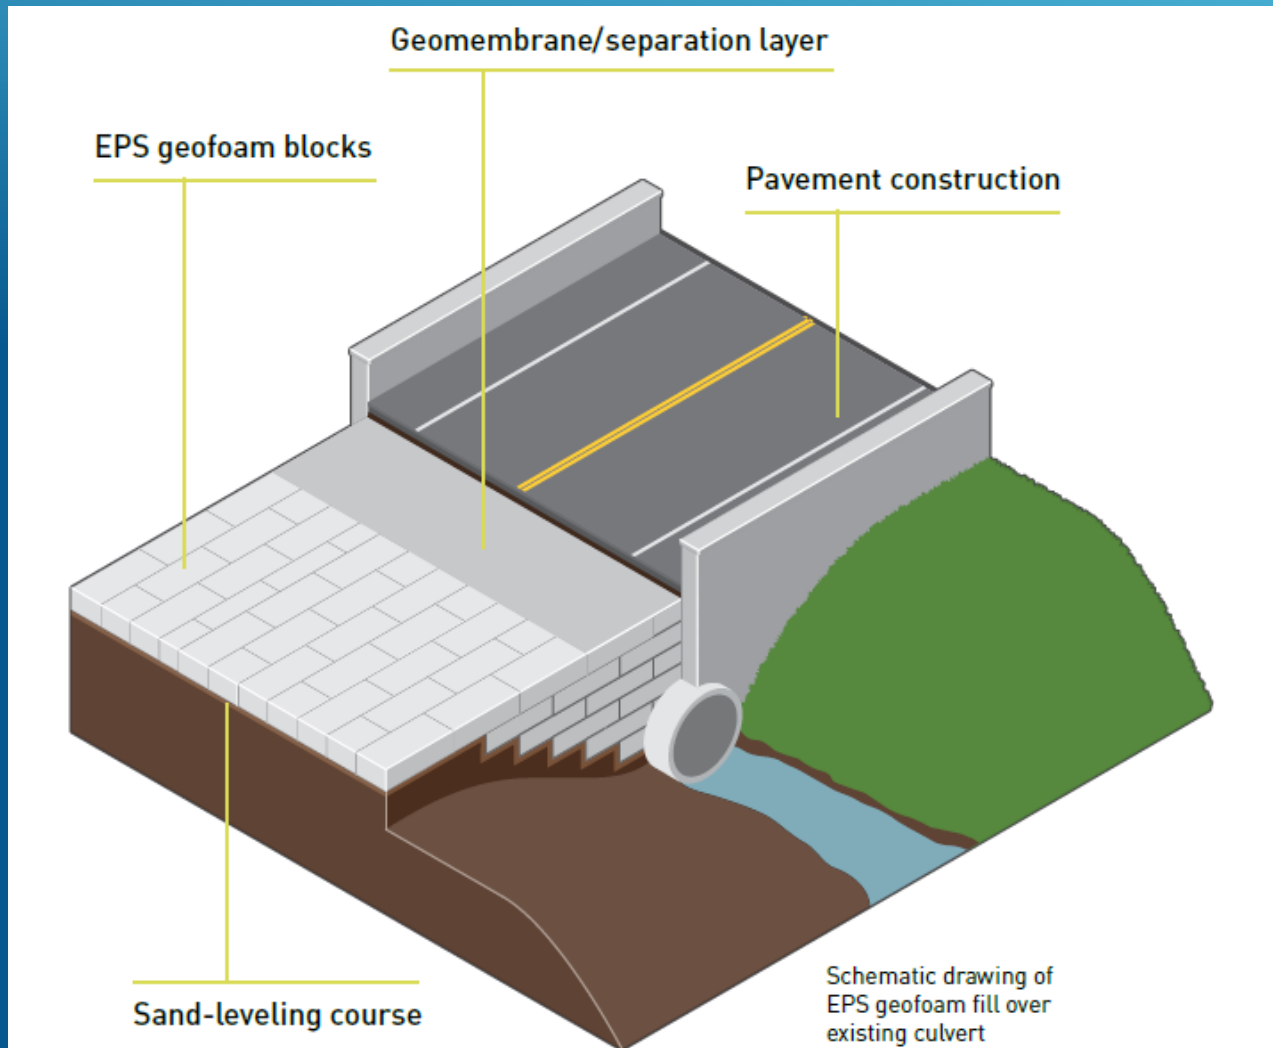 Geomembrane/separation layer
EPS geofoam blocks
Pavement construction
Sand-leveling course
Schematic drawing of
EPS geofoam fill over
existing culvert